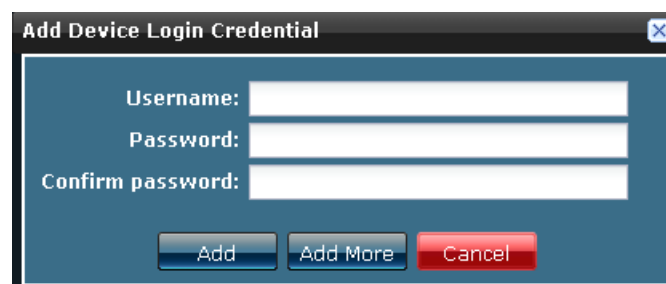 Add Device Login Credential
Username:
Password:
Confirm password:
Add Add More Cancel